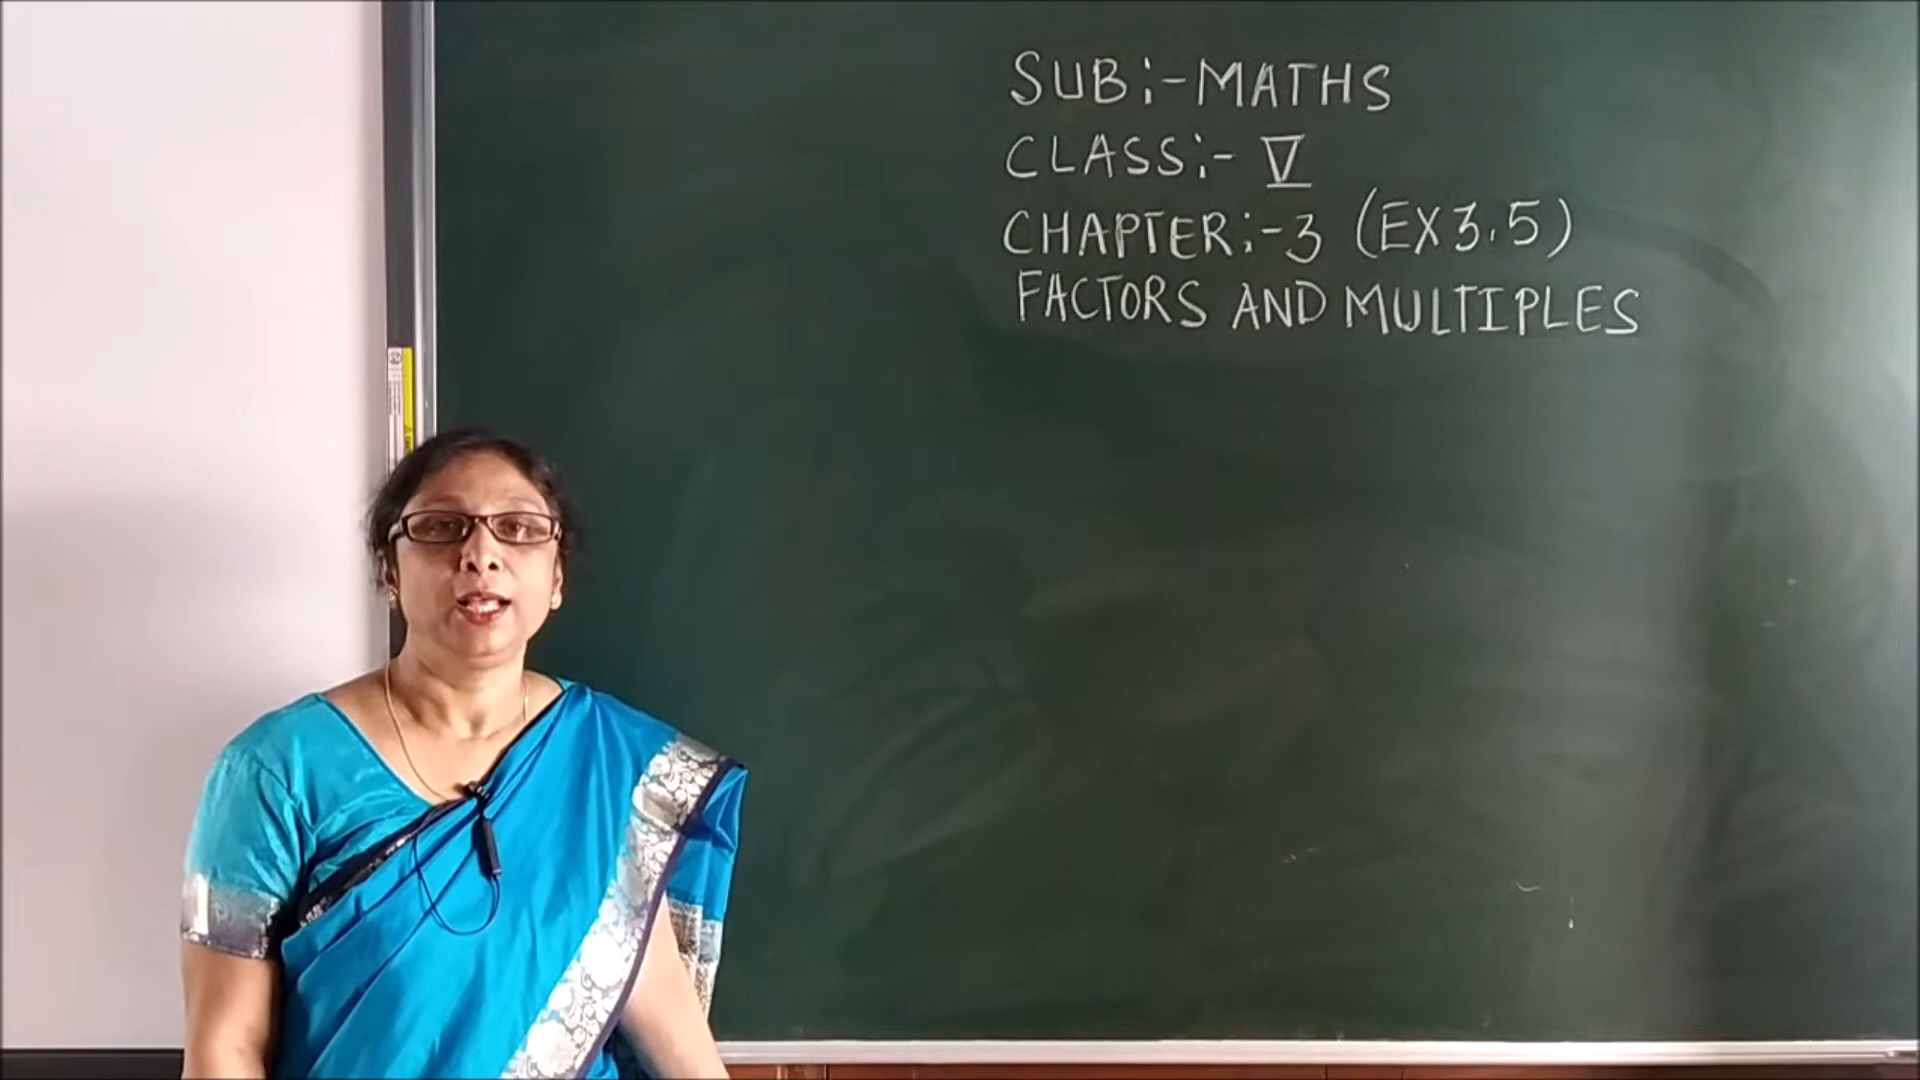 SUB:-MATHS
CLASS:- V
CHAPTER:-3 (EX 3.5)
FACTORS AND MULTIPLES